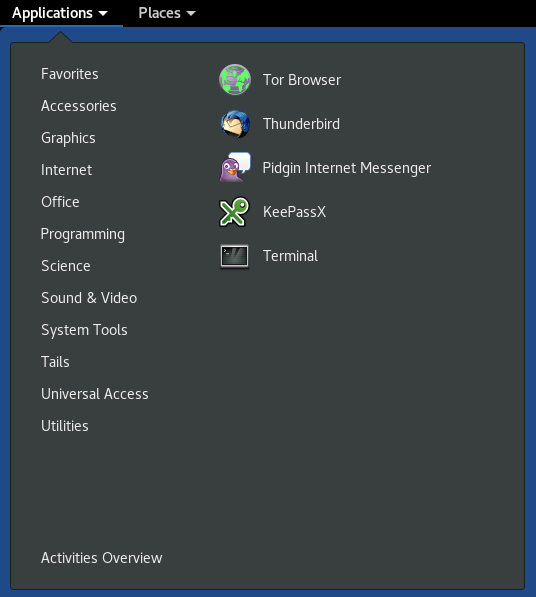 Applications Places
Favorites
Accessories
Graphics
Internet
Office
Programming
Science
Sound & Video
System Tools
Tails
Universal Access
Utilities
Activities Overview
Tor Browser
Thunderbird
Pidgin Internet Messenger
KeePassX
Terminal